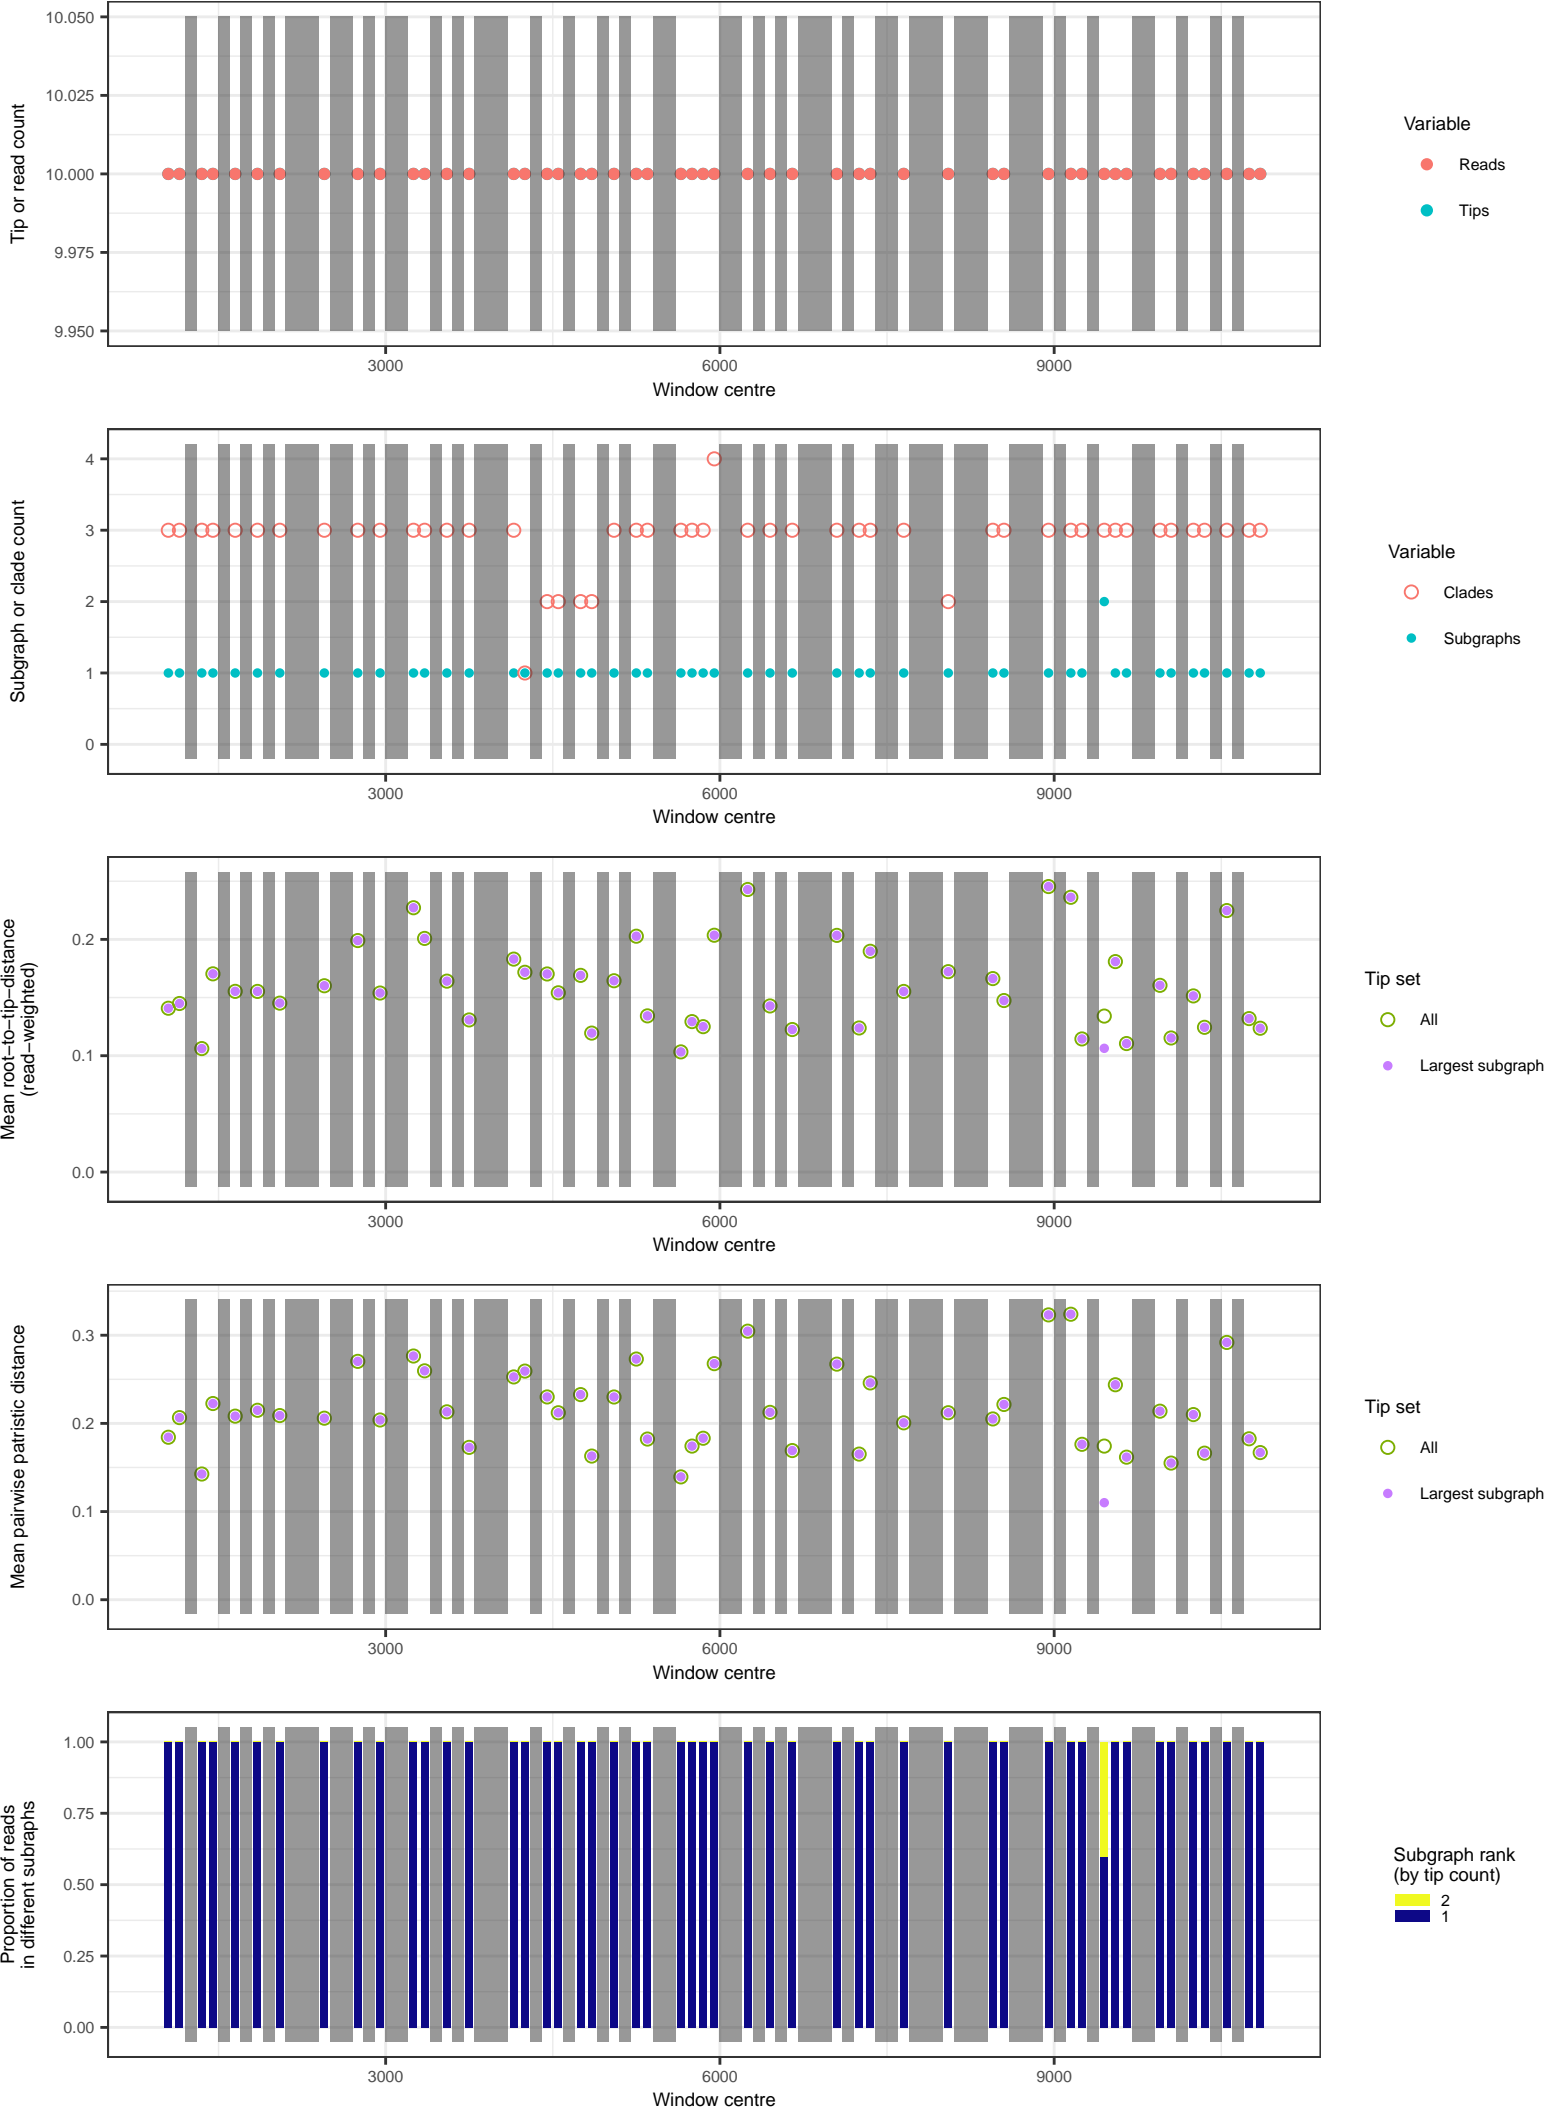 10.050
10.025
10.000
9.975
9.950
Tip or read count
3000 6000 9000
Window centre
Variable
Reads
Tips
4
3
2
1
0
Subgraph or clade count
3000 6000 9000
Window centre
Variable
Clades
Subgraphs
0.2
0.1
0.0
Mean root−to−tip−distance
(read−weighted)
3000 6000 9000
Window centre
Tip set
All
Largest subgraph
0.3
0.2
0.1
0.0
Mean pairwise patristic distance
3000 6000 9000
Window centre
Tip set
All
Largest subgraph
1.00
0.75
0.50
0.25
0.00
Proportion of reads
in different subraphs
3000 6000 9000
Window centre
Subgraph rank
(by tip count)
2
1